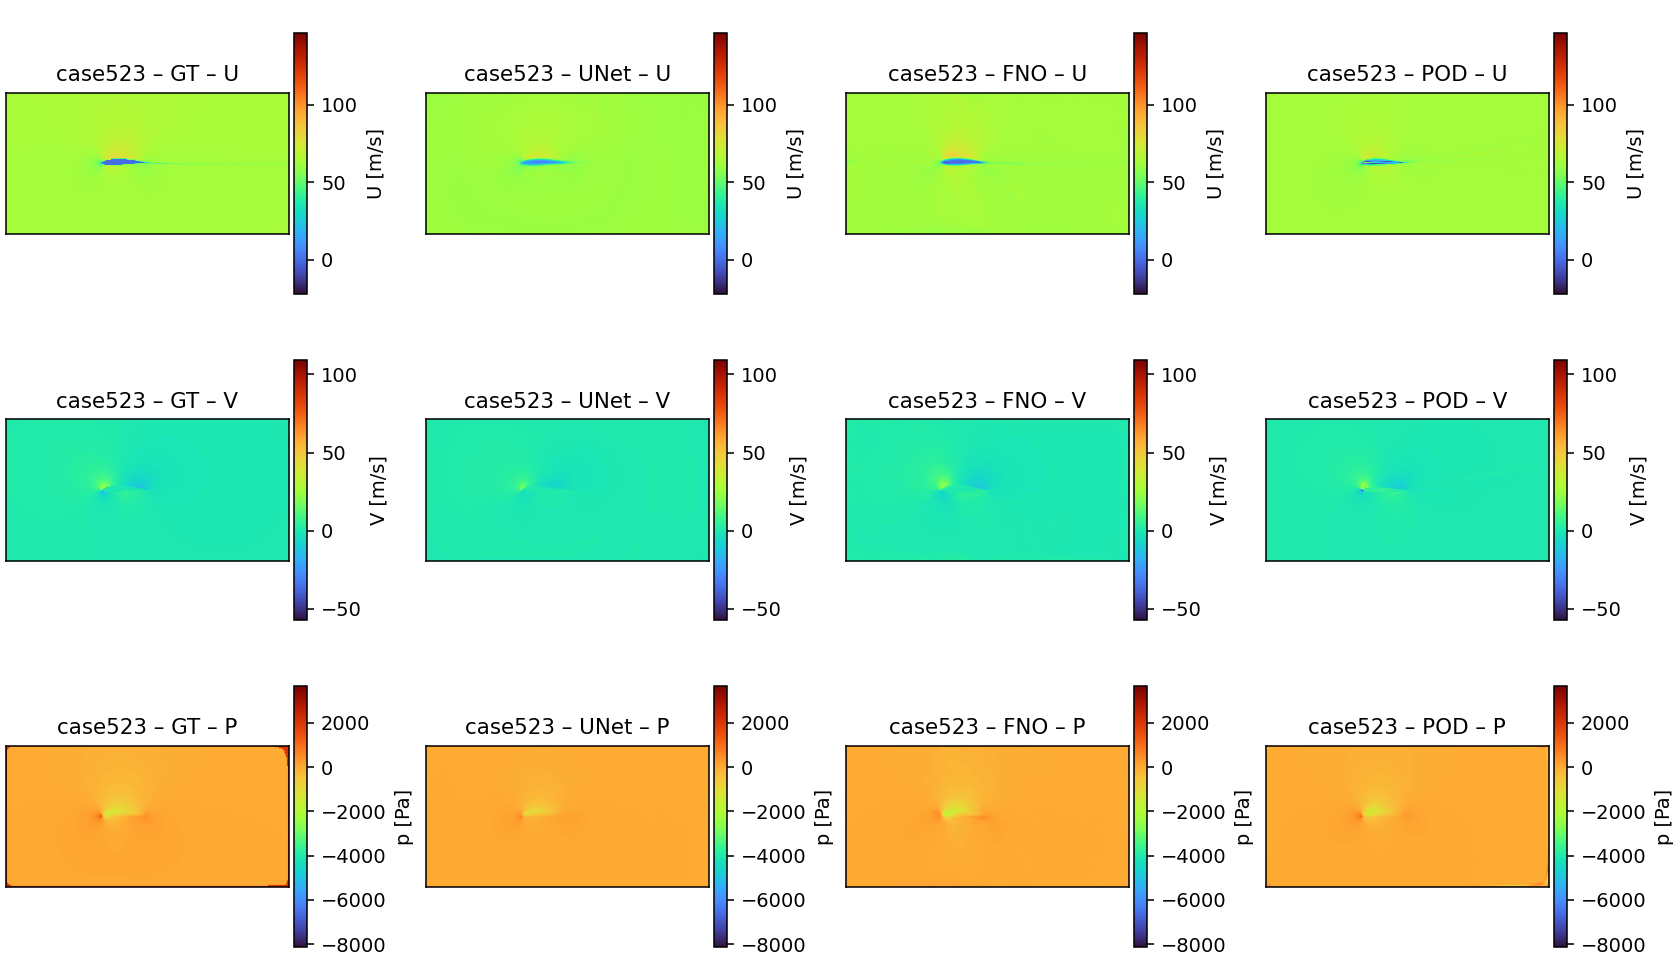 case523 – GT – U
100
50
0
U [m/s]
case523 – UNet – U
100
50
0
U [m/s]
case523 – FNO – U
100
50
0
U [m/s]
case523 – POD – U
100
50
0
U [m/s]
case523 – GT – V
100
50
0
−50
V [m/s]
case523 – UNet – V
100
50
0
−50
V [m/s]
case523 – FNO – V
100
50
0
−50
V [m/s]
case523 – POD – V
100
50
0
−50
V [m/s]
case523 – GT – P
2000
0
−2000
−4000
−6000
−8000
p [Pa]
case523 – UNet – P
2000
0
−2000
−4000
−6000
−8000
p [Pa]
case523 – FNO – P
2000
0
−2000
−4000
−6000
−8000
p [Pa]
case523 – POD – P
2000
0
−2000
−4000
−6000
−8000
p [Pa]